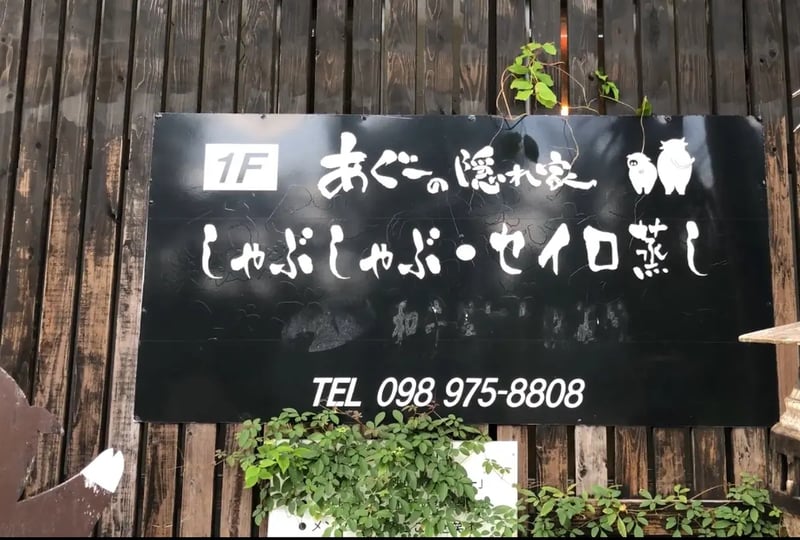 1F あぐーの隠れ家
しゃぶしゃぶ・セイロ蒸し
TEL 098 975-8808